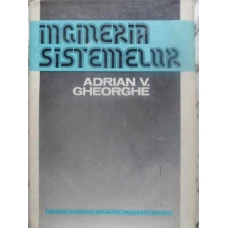 INGINERIA
SISTEMELOR
ADRIAN V.
GHEORGHE